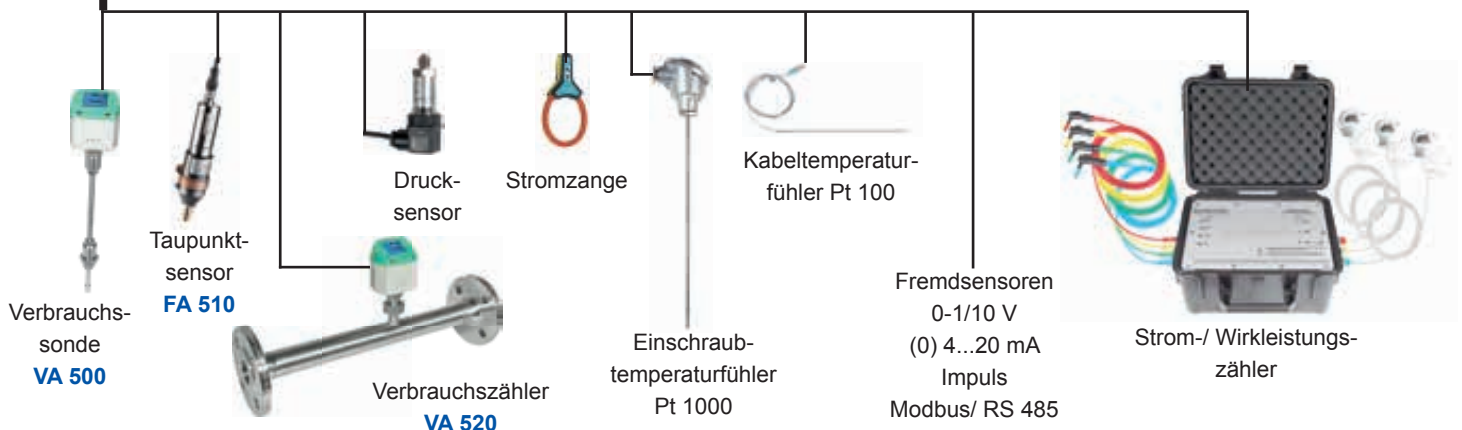 Verbrauchs-
sonde
VA 500
Taupunkt-
sensor
FA 510
Verbrauchszähler
VA 520
Druck-
sensor
Stromzange
Einschraub-
temperaturfühler
Pt 1000
Kabeltemperatur-
fühler Pt 100
Fremdsensoren
0-1/10 V
(0) 4...20 mA
Impuls
Modbus/ RS 485
Strom-/ Wirkleistungs-
zähler